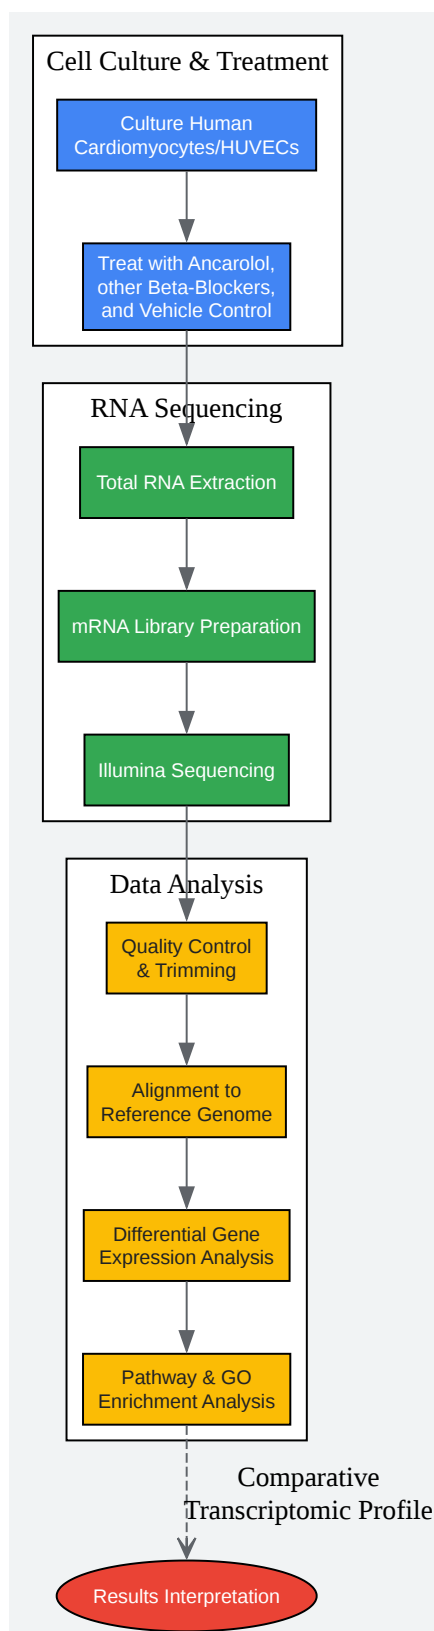 Cell Culture & Treatment
Culture Human
Cardiomyocytes/HUVECs
Treat with Ancarolol,
other Beta-Blockers,
and Vehicle Control
RNA Sequencing
Total RNA Extraction
mRNA Library Preparation
Illumina Sequencing
Data Analysis
Quality Control
& Trimming
Alignment to
Reference Genome
Differential Gene
Expression Analysis
Pathway & GO
Enrichment Analysis
Comparative
Transcriptomic Profile
Results Interpretation